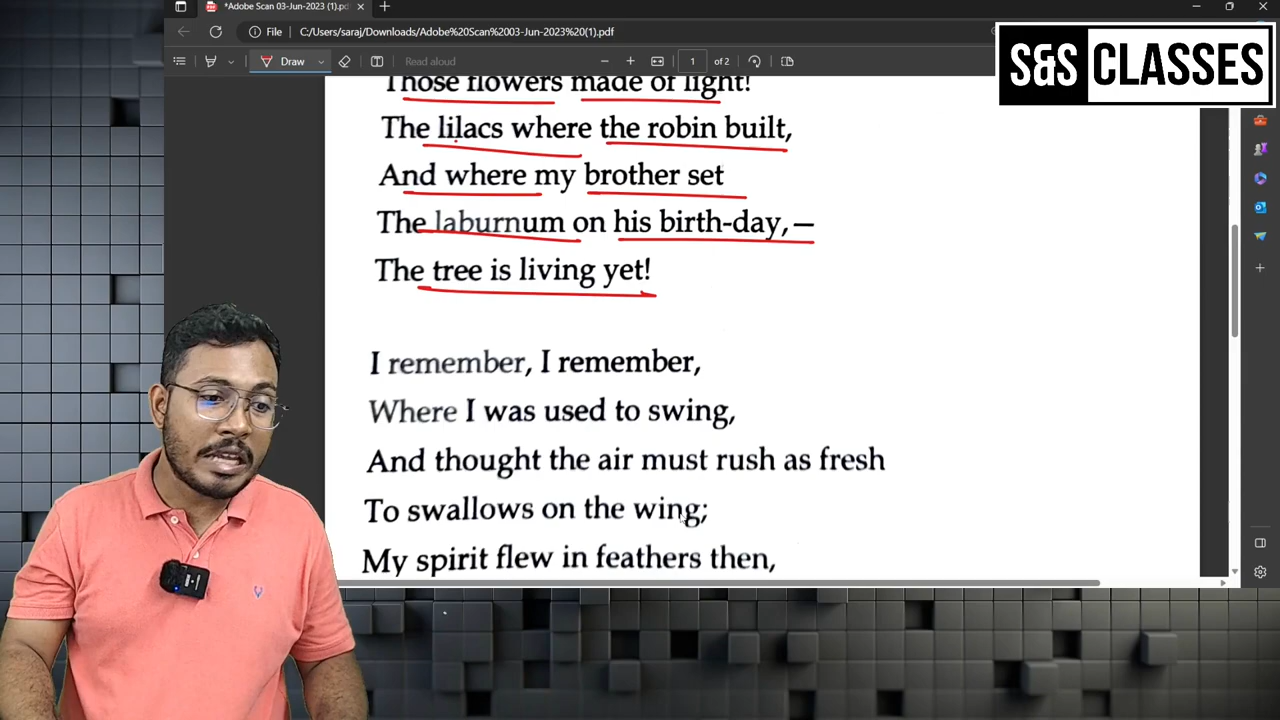 *Adobe Scan 03-Jun-2023 (1).pd
File
C:/Users/saraj/Downloads/Adobe%20Scan%2003-Jun-2023%20(1).pdf
S&S CLASSES
Draw
Read aloud
1
of 2
Those flowers made of light!
The lilacs where the robin built,
And where my brother set
The laburnum on his birth-day,—
The tree is living yet!
I remember, I remember,
Where I was used to swing,
And thought the air must rush as fresh
To swallows on the wing;
My spirit flew in feathers then,